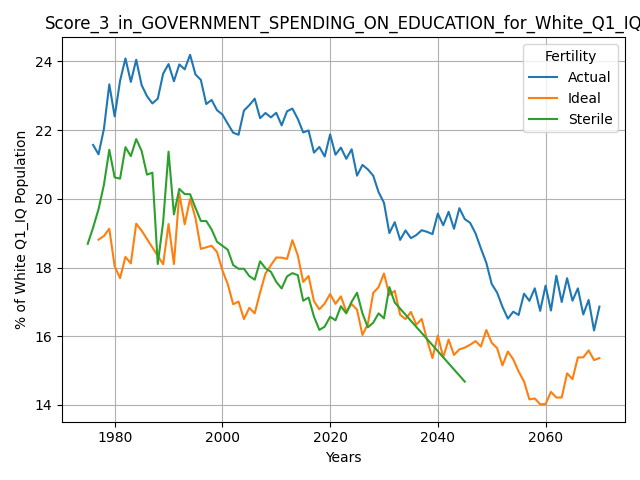 Score_3_in_GOVERNMENT_SPENDING_ON_EDUCATION_for_White_Q1_IQ
Fertility
Actual
Ideal
Sterile
% of White Q1_IQ Population
24
22
20
18
16
14
1980
2000
2020
2040
2060
Years